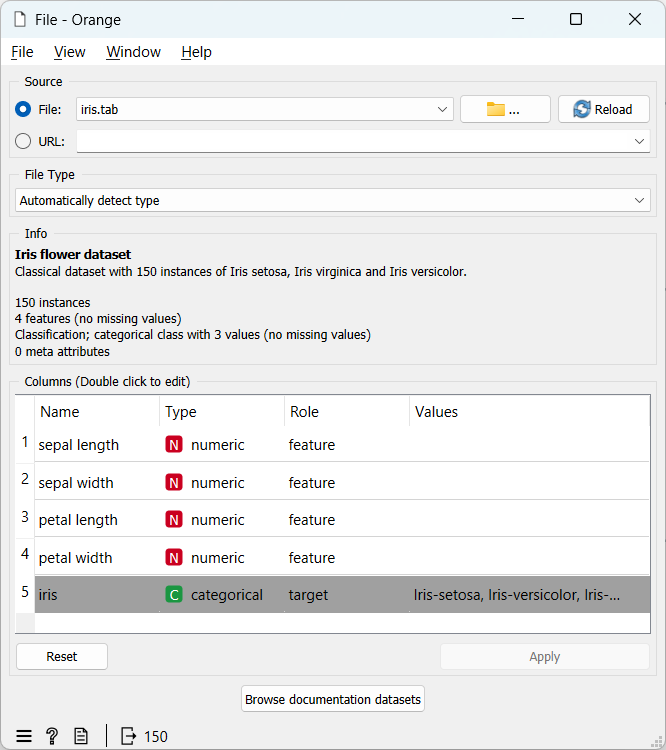 File - Orange
File View Window Help
Source
File: iris.tab ... Reload
URL:
File Type
Automatically detect type
Info
Iris flower dataset
Classical dataset with 150 instances of Iris setosa, Iris virginica and Iris versicolor.
150 instances
4 features (no missing values)
Classification; categorical class with 3 values (no missing values)
0 meta attributes
Columns (Double click to edit)
Name Type Role Values
1 sepal length N numeric feature
2 sepal width N numeric feature
3 petal length N numeric feature
4 petal width N numeric feature
5 iris C categorical target Iris-setosa, Iris-versicolor, Iris-...
Reset Apply
Browse documentation datasets
? 150